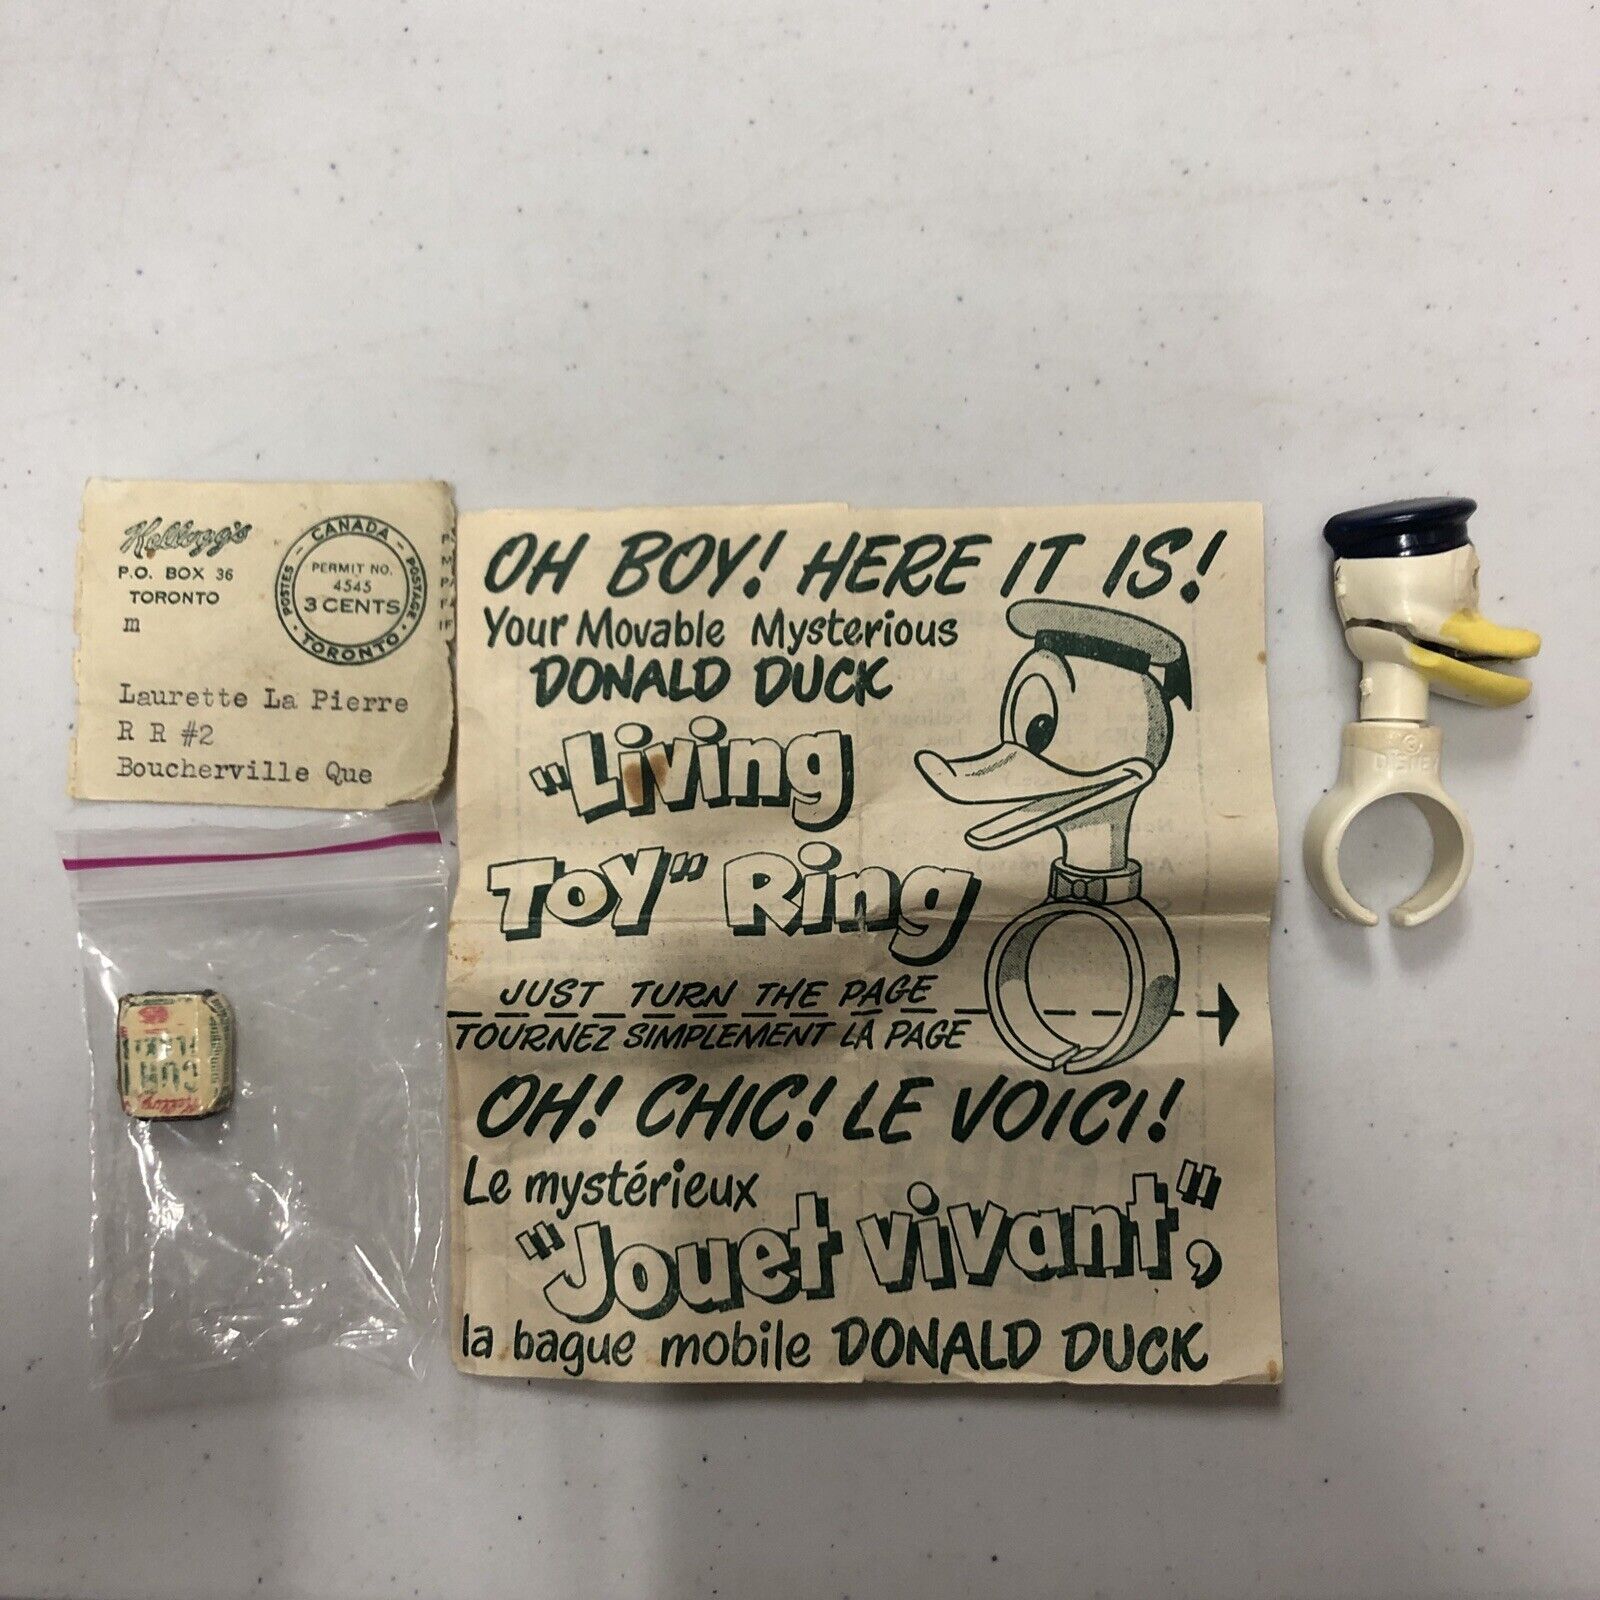 Kellogg's
P.O. BOX 36
TORONTO
m
POSTES - CANADA - POSTAGE
PERMIT NO.
4545
3 CENTS
TORONTO
Laurette La Pierre
R R #2
Boucherville Que
OH BOY! HERE IT IS!
Your Movable Mysterious
DONALD DUCK
"Living
Toy" Ring
JUST TURN THE PAGE
TOURNEZ SIMPLEMENT LA PAGE
OH! CHIC! LE VOICI!
Le mystérieux
"Jouet vivant",
la bague mobile DONALD DUCK
©
DISNEY